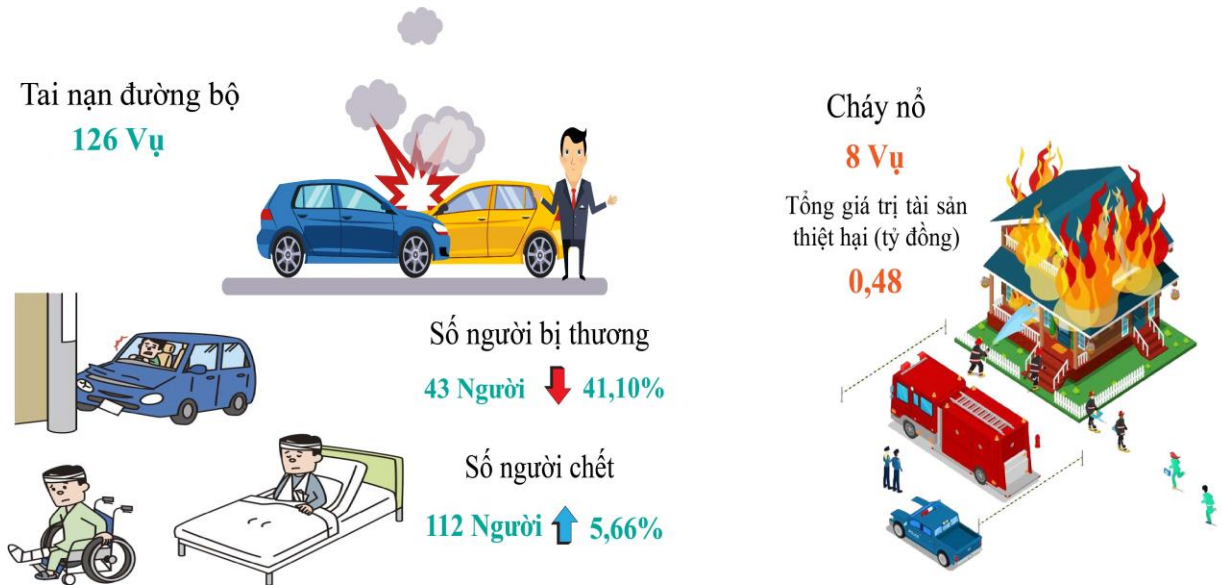 Tai nạn đường bộ
126 Vụ
Số người bị thương
43 Người 41,10%
Số người chết
112 Người 5,66%
Cháy nổ
8 Vụ
Tổng giá trị tài sản
thiệt hại (tỷ đồng)
0,48